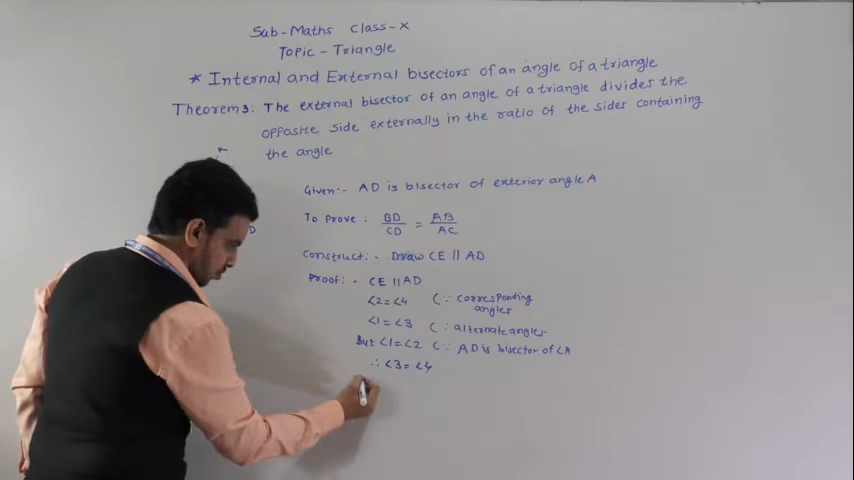 Sub-Maths Class-X
Topic - Triangle
* Internal and External bisectors of an angle of a triangle
Theorem 3: The external bisector of an angle of a triangle divides the
opposite side externally in the ratio of the sides containing
the angle
K
D
Given:- AD is bisector of exterior angle A
To Prove : BD/CD = AB/AC
Construct:- Draw CE || AD
Proof:- CE || AD
∠2=∠4 (∵ corresponding
angles
∠1=∠3 (∵ alternate angles
But ∠1=∠2 (∵ AD is bisector of ∠A
∴ ∠3=∠4